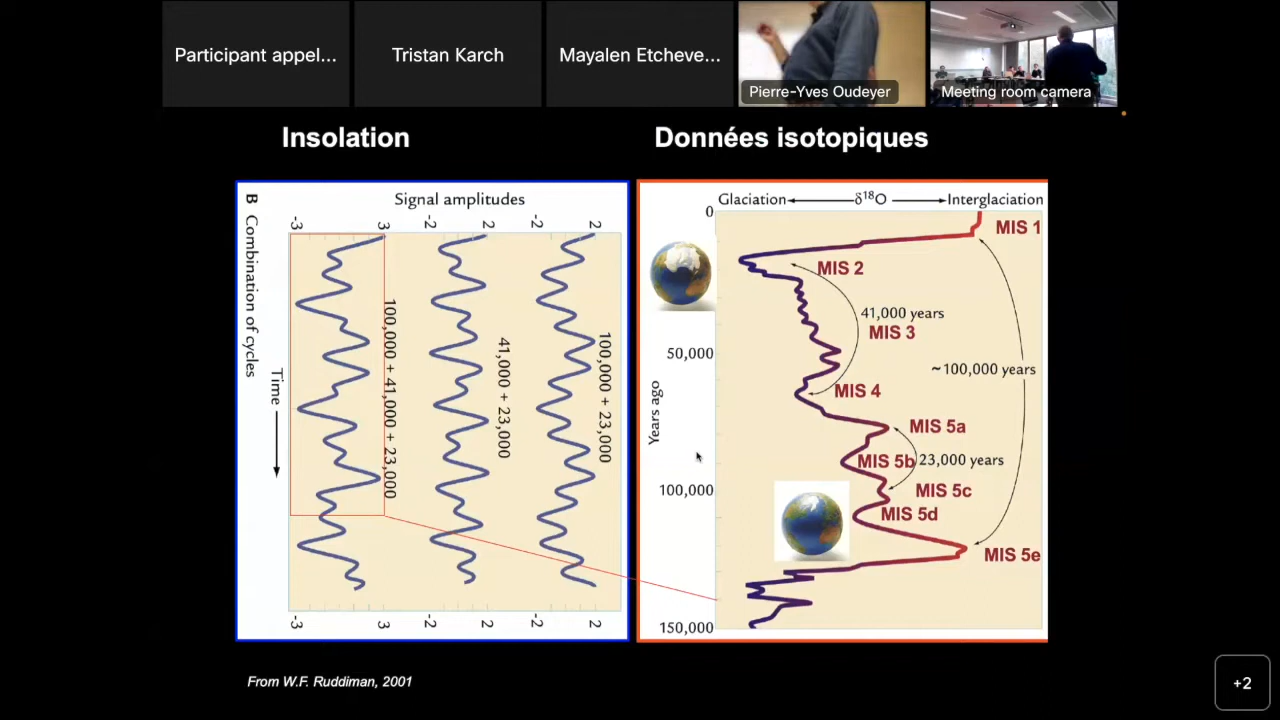 Participant appel...
Tristan Karch
Mayalen Etcheve...
Pierre-Yves Oudeyer
Meeting room camera
Insolation
Données isotopiques
B Combination of cycles
Signal amplitudes
-3
3
-2
2
-2
2
Time
100,000 + 41,000 + 23,000
41,000 + 23,000
100,000 + 23,000
-3
3
-2
2
-2
2
Glaciation
δ¹⁸O
Interglaciation
0
MIS 1
MIS 2
41,000 years
MIS 3
50,000
~100,000 years
MIS 4
Years ago
MIS 5a
MIS 5b
23,000 years
100,000
MIS 5c
MIS 5d
MIS 5e
150,000
From W.F. Ruddiman, 2001
+2